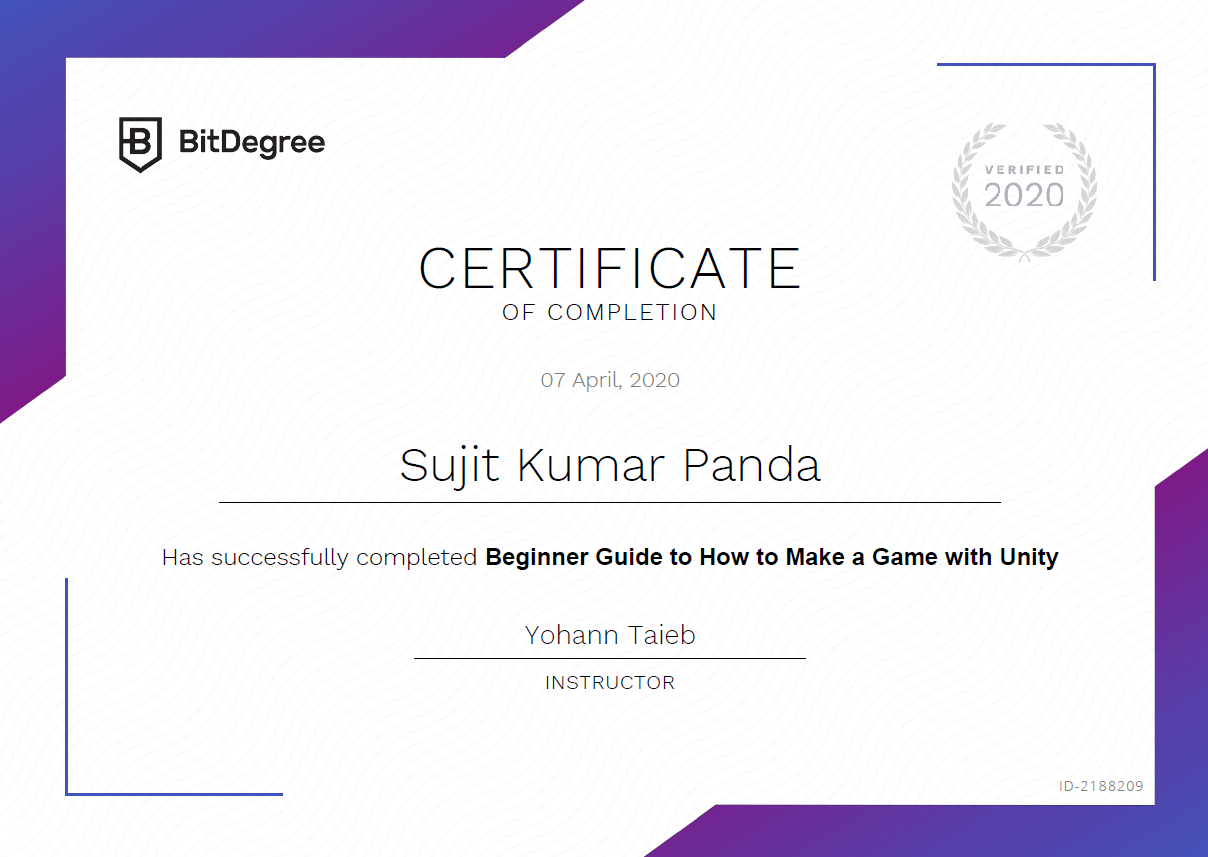 BitDegree
VERIFIED
2020
CERTIFICATE
OF COMPLETION
07 April, 2020
Sujit Kumar Panda
Has successfully completed Beginner Guide to How to Make a Game with Unity
Yohann Taieb
INSTRUCTOR
ID-2188209